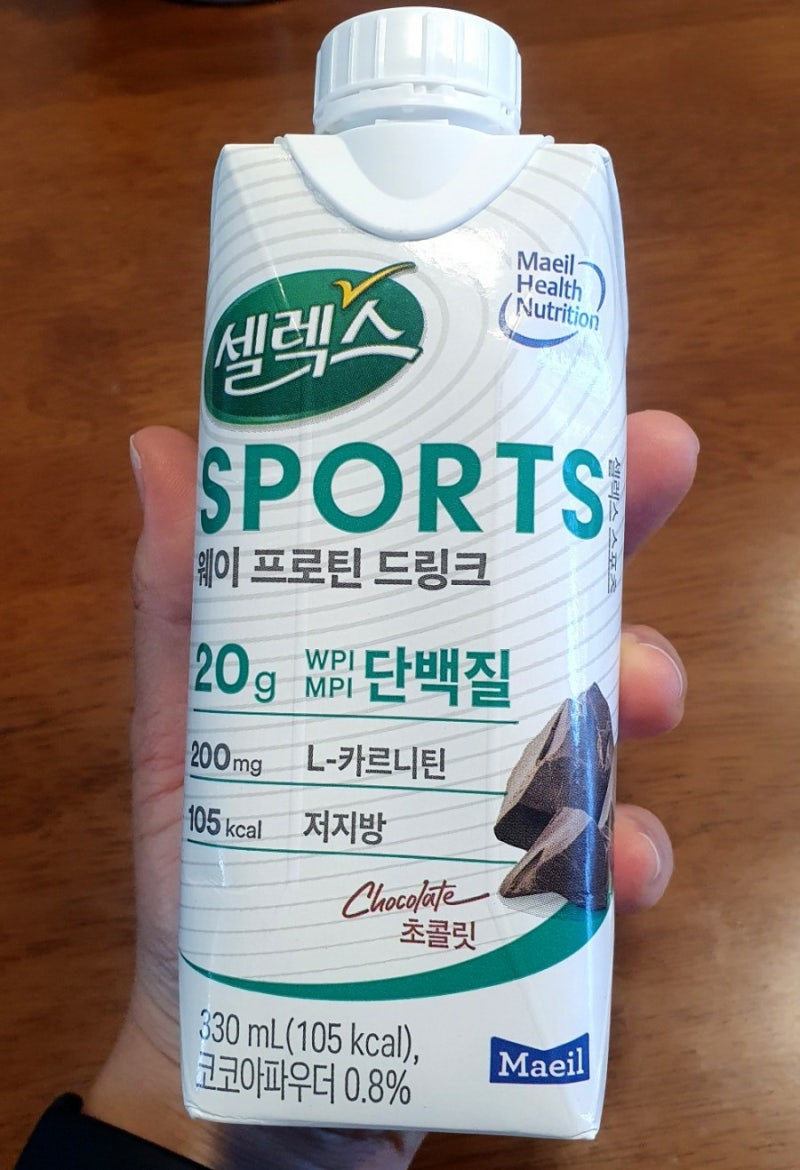 Maeil
Health
Nutrition
셀렉스
SPORTS
셀렉스 스포츠
웨이 프로틴 드링크
20g WPI MPI 단백질
200mg L-카르니틴
105 kcal 저지방
Chocolate
초콜릿
330 mL(105 kcal),
코코아파우더 0.8%
Maeil